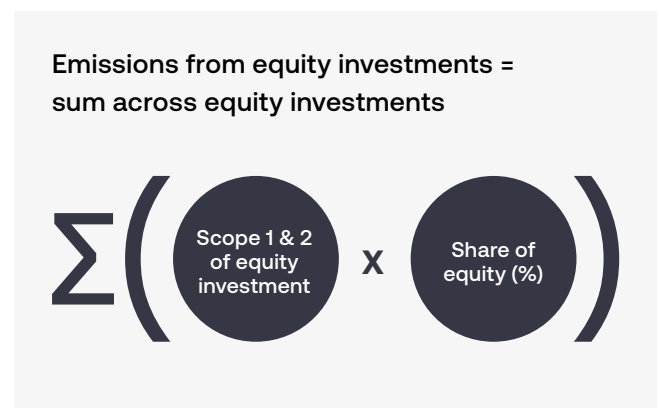 Emissions from equity investments =
sum across equity investments
Σ(
Scope 1 & 2
of equity
investment
x
Share of
equity (%)
)